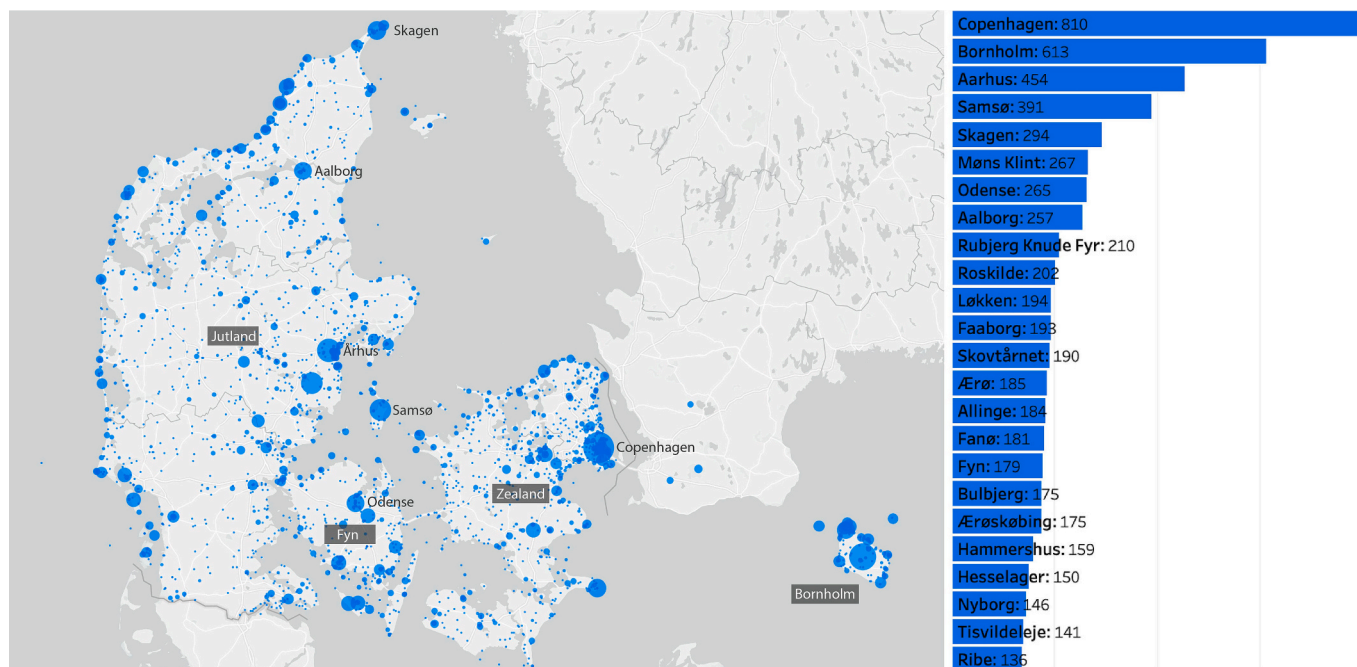 Skagen
Aalborg
Jutland
Århus
Samsø
Copenhagen
Zealand
Odense
Fyn
Bornholm
Copenhagen: 810
Bornholm: 613
Aarhus: 454
Samsø: 391
Skagen: 294
Møns Klint: 267
Odense: 265
Aalborg: 257
Rubjerg Knude Fyr: 210
Roskilde: 202
Løkken: 194
Faaborg: 193
Skovtårnet: 190
Ærø: 185
Allinge: 184
Fanø: 181
Fyn: 179
Bulbjerg: 175
Ærøskøbing: 175
Hammershus: 159
Hesselager: 150
Nyborg: 146
Tisvildeleje: 141
Ribe: 136